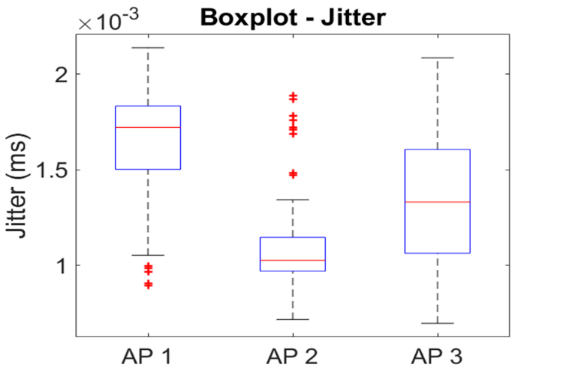 Boxplot - Jitter
×10⁻³
2
1.5
1
Jitter (ms)
AP 1 AP 2 AP 3